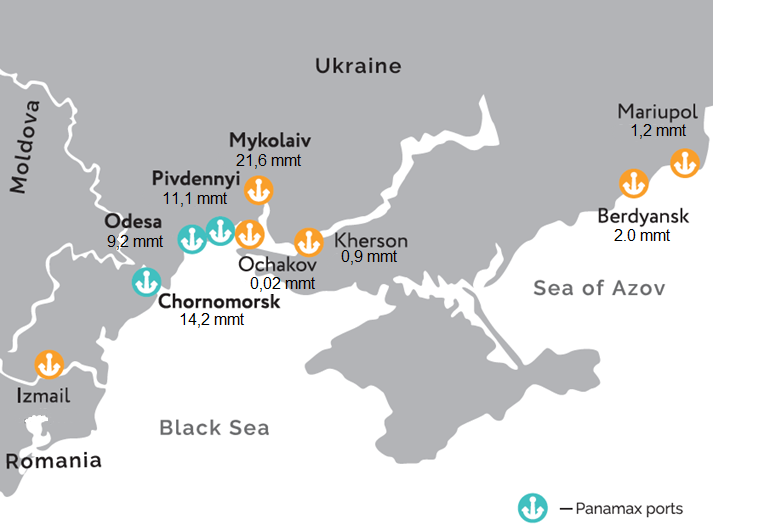 Ukraine
Moldova
Mariupol
1,2 mmt
Mykolaiv
21,6 mmt
Pivdennyi
11,1 mmt
Berdyansk
2.0 mmt
Odesa
9,2 mmt
Kherson
0,9 mmt
Ochakov
0,02 mmt
Sea of Azov
Chornomorsk
14,2 mmt
Izmail
Black Sea
Romania
— Panamax ports